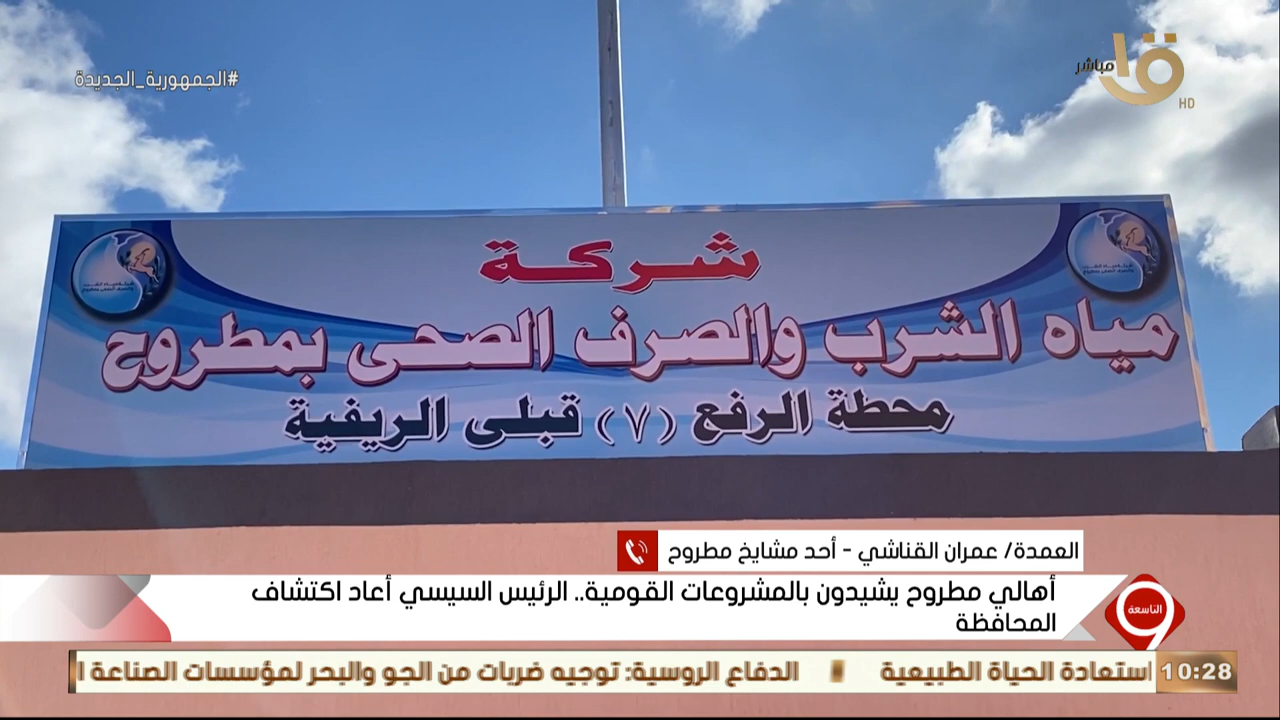 #الجمهورية_الجديدة
مباشر
HD
شركة
مياه الشرب والصرف الصحى بمطروح
محطة الرفع (٧) قبلى الريفية
العمدة/ عمران القناشي - أحد مشايخ مطروح
أهالي مطروح يشيدون بالمشروعات القومية.. الرئيس السيسي أعاد اكتشاف
المحافظة
التاسعة
10:28
استعادة الحياة الطبيعية
الدفاع الروسية: توجيه ضربات من الجو والبحر لمؤسسات الصناعة ا